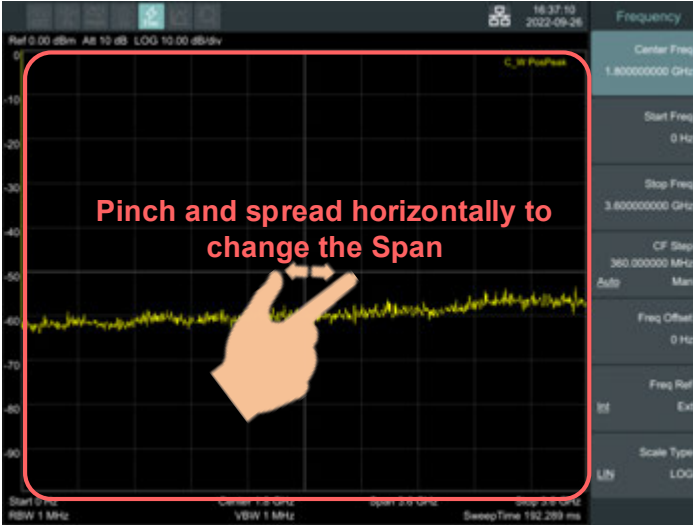 16:37:10
2022-09-26
Frequency
Ref 0.00 dBm Att 10 dB LOG 10.00 dB/div
C_W PosPeak
0
-10
-20
-30
-40
-50
-60
-70
-80
-90
Pinch and spread horizontally to
change the Span
Start 0 Hz Center 1.8 GHz Span 3.6 GHz Stop 3.6 GHz
RBW 1 MHz VBW 1 MHz SweepTime 192.289 ms
Center Freq
1.800000000 GHz
Start Freq
0 Hz
Stop Freq
3.600000000 GHz
CF Step
360.000000 MHz
Auto Man
Freq Offset
0 Hz
Freq Ref
Int Ext
Scale Type
LIN LOG